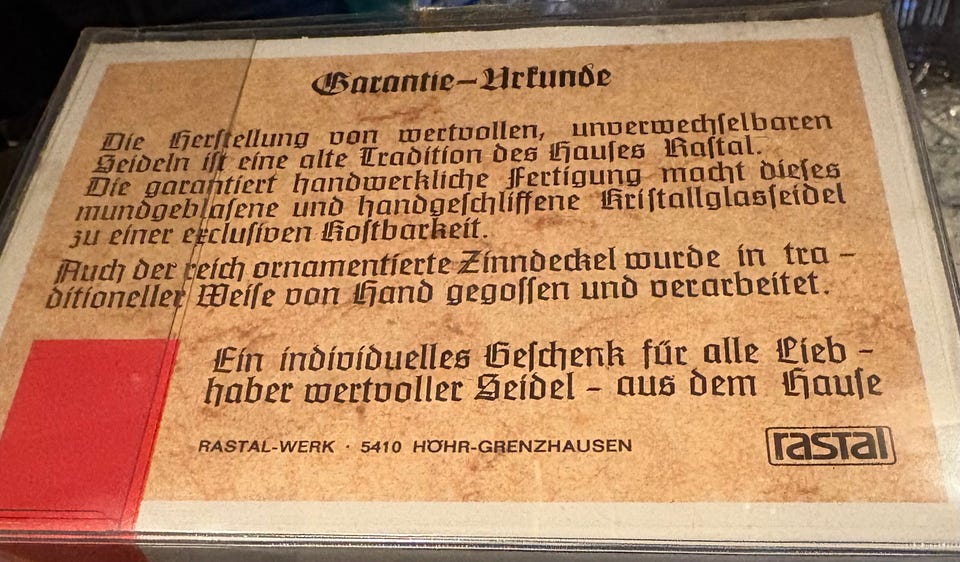 Garantie-Urkunde
Die Herstellung von wertvollen, unverwechselbaren
Seideln ist eine alte Tradition des Hauses Rastal.
Die garantiert handwerkliche Fertigung macht dieses
mundgeblasene und handgeschliffene Kristallglasseidel
zu einer exclusiven Kostbarkeit.
Auch der reich ornamentierte Zinndeckel wurde in tra-
ditioneller Weise von Hand gegossen und verarbeitet.
Ein individuelles Geschenk für alle Lieb-
haber wertvoller Seidel - aus dem Hause
RASTAL-WERK · 5410 HÖHR-GRENZHAUSEN
rastal